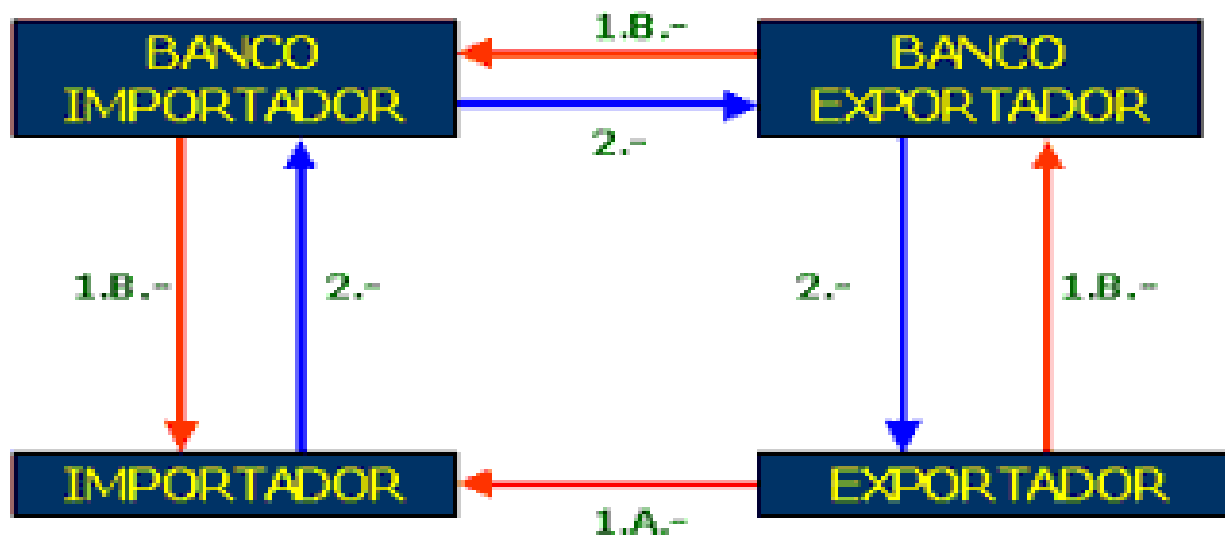 1.B.-
BANCO
IMPORTADOR
BANCO
EXPORTADOR
2.-
1.B.-
2.-
2.-
1.B.-
IMPORTADOR
EXPORTADOR
1.A.-